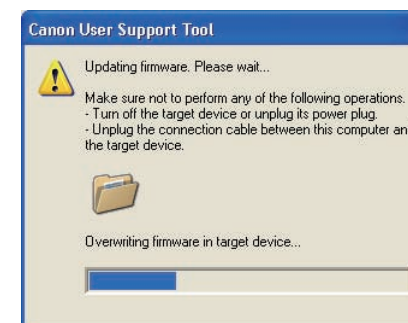 Canon User Support Tool
Updating firmware. Please wait...
Make sure not to perform any of the following operations.
- Turn off the target device or unplug its power plug.
- Unplug the connection cable between this computer an
the target device.
Overwriting firmware in target device...